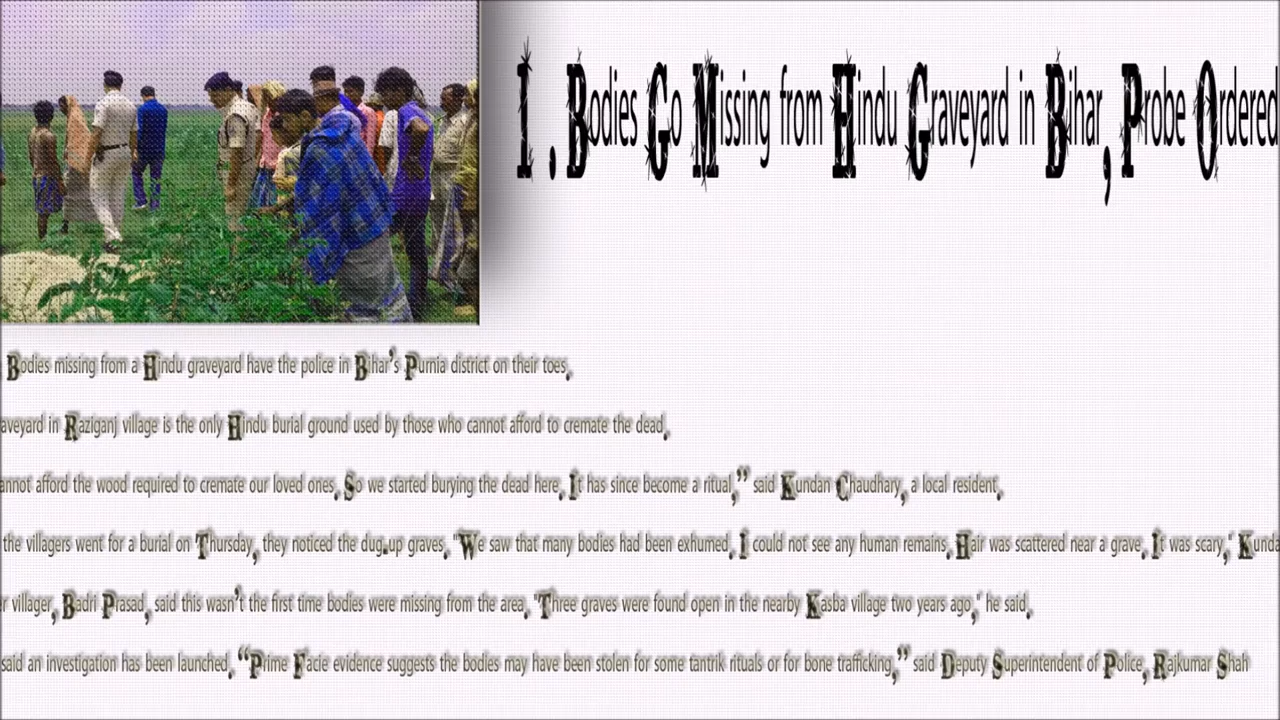 1. Bodies Go Missing from Hindu Graveyard in Bihar, Probe Ordered
Bodies missing from a Hindu graveyard have the police in Bihar's Purnia district on their toes.
in Raziganj village is the only Hindu burial ground used by those who cannot afford to cremate the dead.
afford the wood required to cremate our loved ones. So we started burying the dead here. It has since become a ritual,” said Kundan Chaudhary, a local resident.
the villagers went for a burial on Thursday, they noticed the dug-up graves. "We saw that many bodies had been exhumed. I could not see any human remains. Hair was scattered near a grave. It was scary,"
villager, Badri Prasad, said this wasn't the first time bodies were missing from the area. "Three graves were found open in the nearby Kasba village two years ago," he said.
said an investigation has been launched. “Prime Facie evidence suggests the bodies may have been stolen for some tantrik rituals or for bone trafficking,” said Deputy Superintendent of Police, Rajkumar Shah